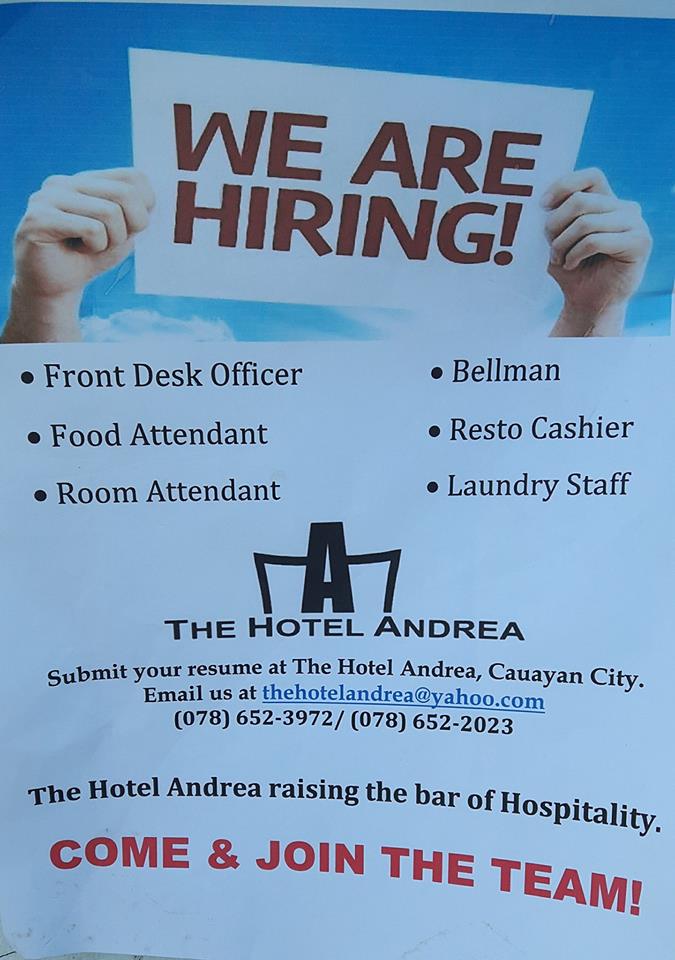 WE ARE
HIRING!
• Front Desk Officer
• Food Attendant
• Room Attendant
• Bellman
• Resto Cashier
• Laundry Staff
THE HOTEL ANDREA
Submit your resume at The Hotel Andrea, Cauayan City.
Email us at thehotelandrea@yahoo.com
(078) 652-3972/ (078) 652-2023
The Hotel Andrea raising the bar of Hospitality.
COME & JOIN THE TEAM!